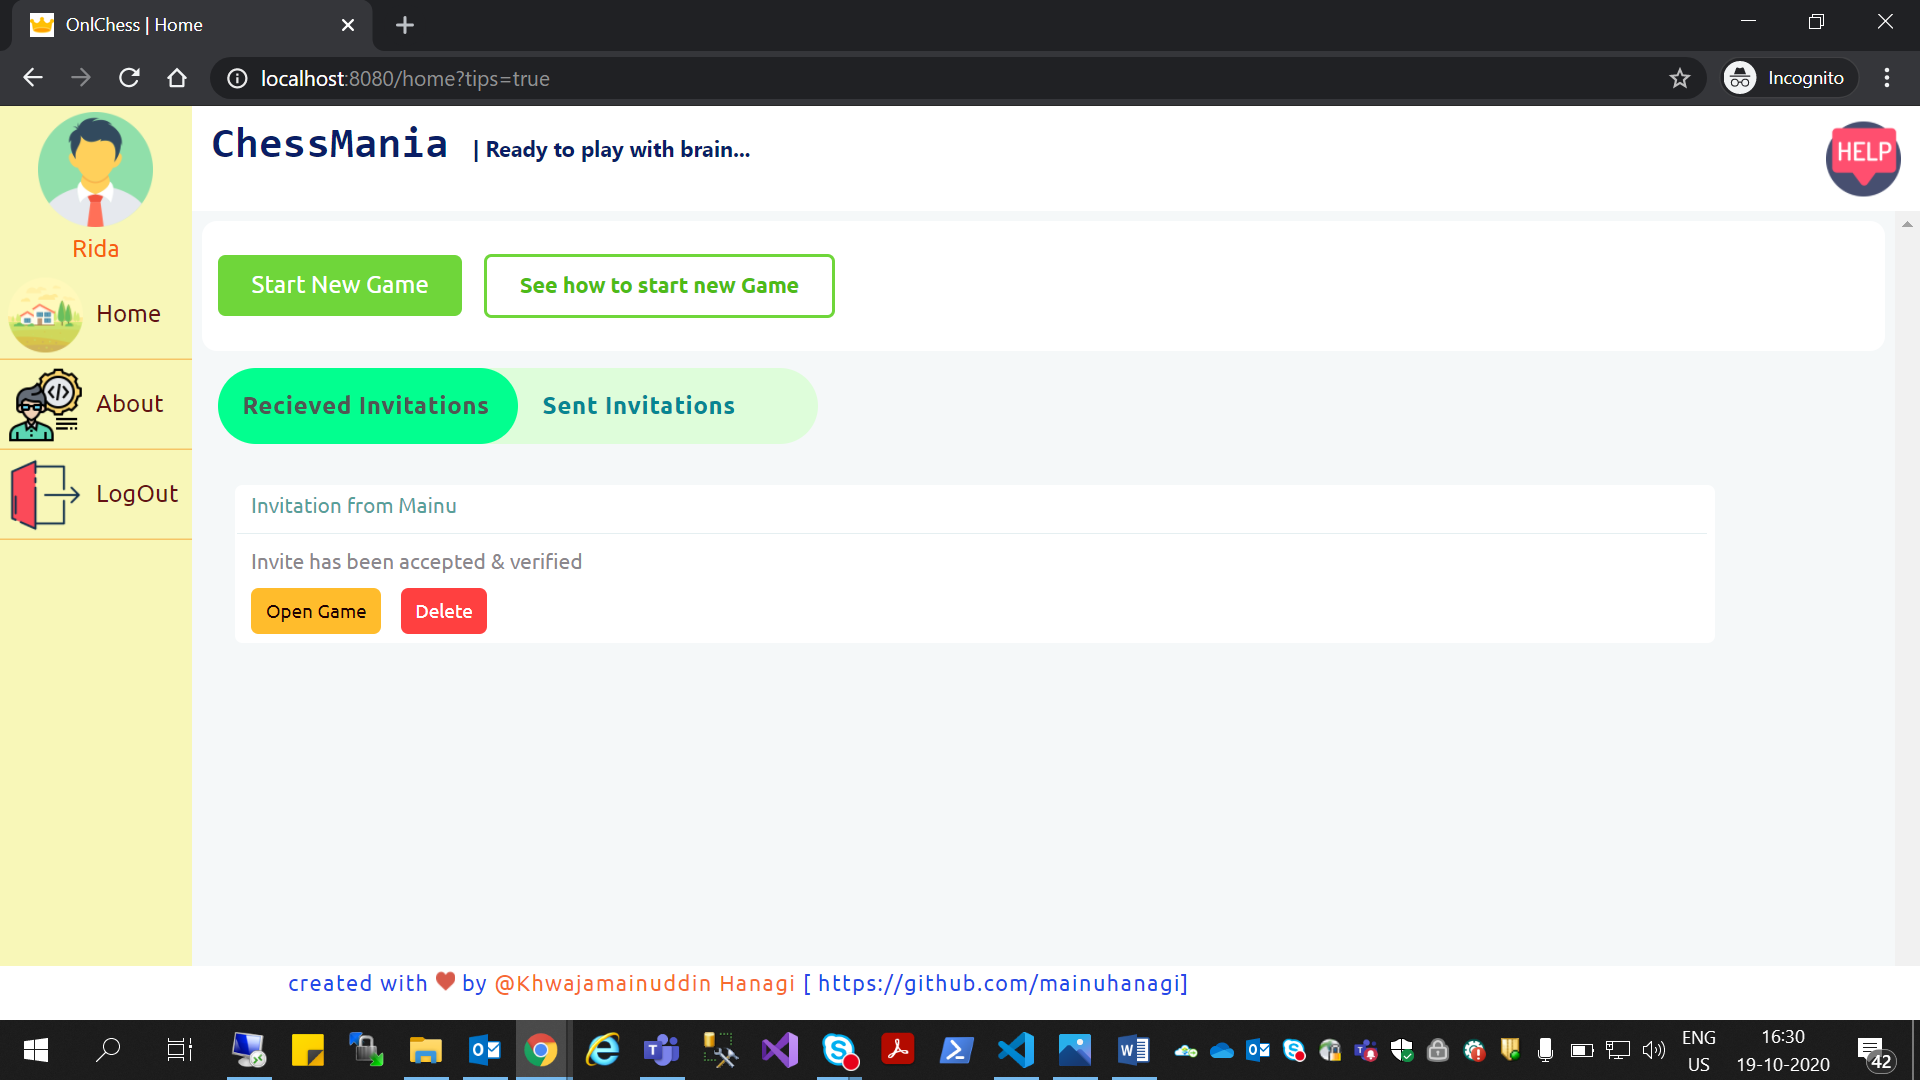 OnlChess | Home
localhost:8080/home?tips=true
Incognito
ChessMania | Ready to play with brain...
HELP
Rida
Home
About
LogOut
Start New Game
See how to start new Game
Recieved Invitations
Sent Invitations
Invitation from Mainu
Invite has been accepted & verified
Open Game
Delete
created with by @Khwajamainuddin Hanagi [ https://github.com/mainuhanagi]
ENG
US
16:30
19-10-2020
42